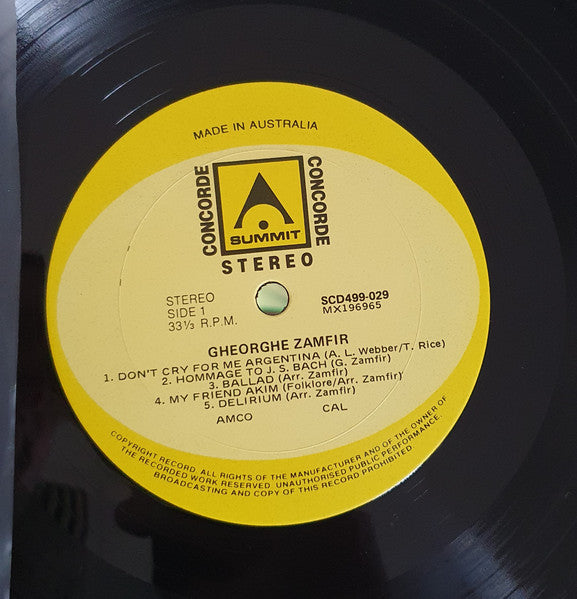 MADE IN AUSTRALIA
CONCORDE
CONCORDE
SUMMIT
STEREO
STEREO
SIDE 1
33⅓ R.P.M.
SCD499-029
MX196965
GHEORGHE ZAMFIR
1. DON'T CRY FOR ME ARGENTINA (A. L. Webber/T. Rice)
2. HOMMAGE TO J. S. BACH (G. Zamfir)
3. BALLAD (Arr. Zamfir)
4. MY FRIEND AKIM (Folklore/Arr. Zamfir)
5. DELIRIUM (Arr. Zamfir)
AMCO CAL
COPYRIGHT RECORD. ALL RIGHTS OF THE MANUFACTURER AND OF THE OWNER OF
THE RECORDED WORK RESERVED. UNAUTHORISED PUBLIC PERFORMANCE,
BROADCASTING AND COPY OF THIS RECORD PROHIBITED